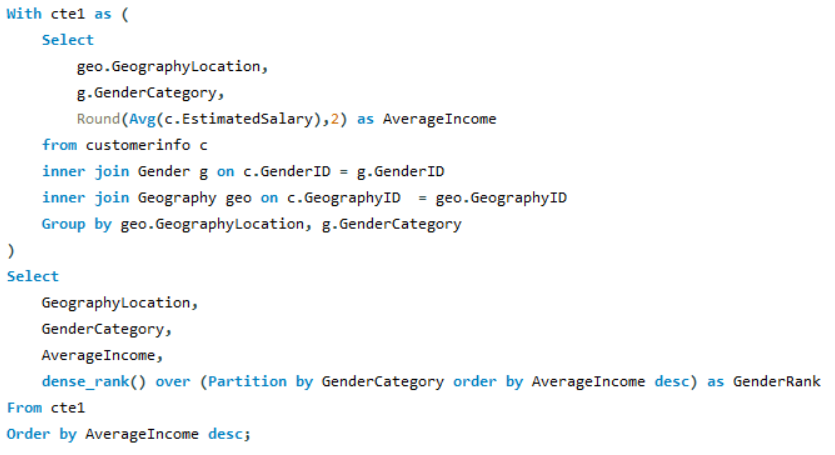 With cte1 as (
    Select
        geo.GeographyLocation,
        g.GenderCategory,
        Round(Avg(c.EstimatedSalary),2) as AverageIncome
    from customerinfo c
    inner join Gender g on c.GenderID = g.GenderID
    inner join Geography geo on c.GeographyID  = geo.GeographyID
    Group by geo.GeographyLocation, g.GenderCategory
)
Select
    GeographyLocation,
    GenderCategory,
    AverageIncome,
    dense_rank() over (Partition by GenderCategory order by AverageIncome desc) as GenderRank
From cte1
Order by AverageIncome desc;